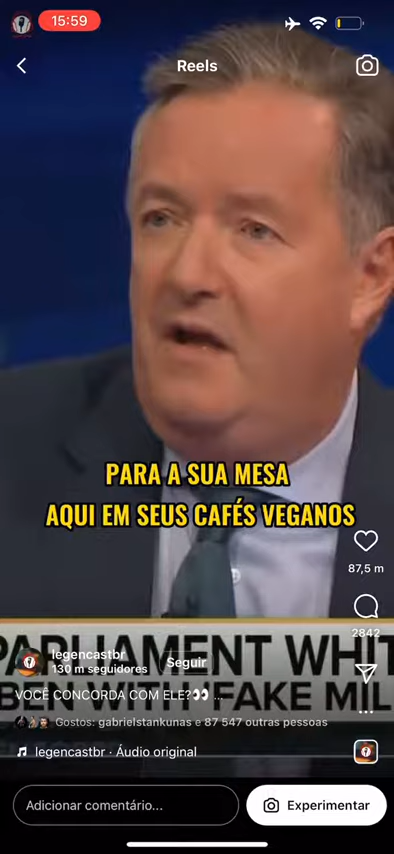 15:59
Reels
PARA A SUA MESA
AQUI EM SEUS CAFÉS VEGANOS
87,5 m
2842
PARLIAMENT WHIT
BEN WITH FAKE MIL
legencastbr
130 m seguidores
Seguir
VOCÊ CONCORDA COM ELE?👀 ...
Gostos: gabrielstankunas e 87 547 outras pessoas
legencastbr · Áudio original
Adicionar comentário...
Experimentar